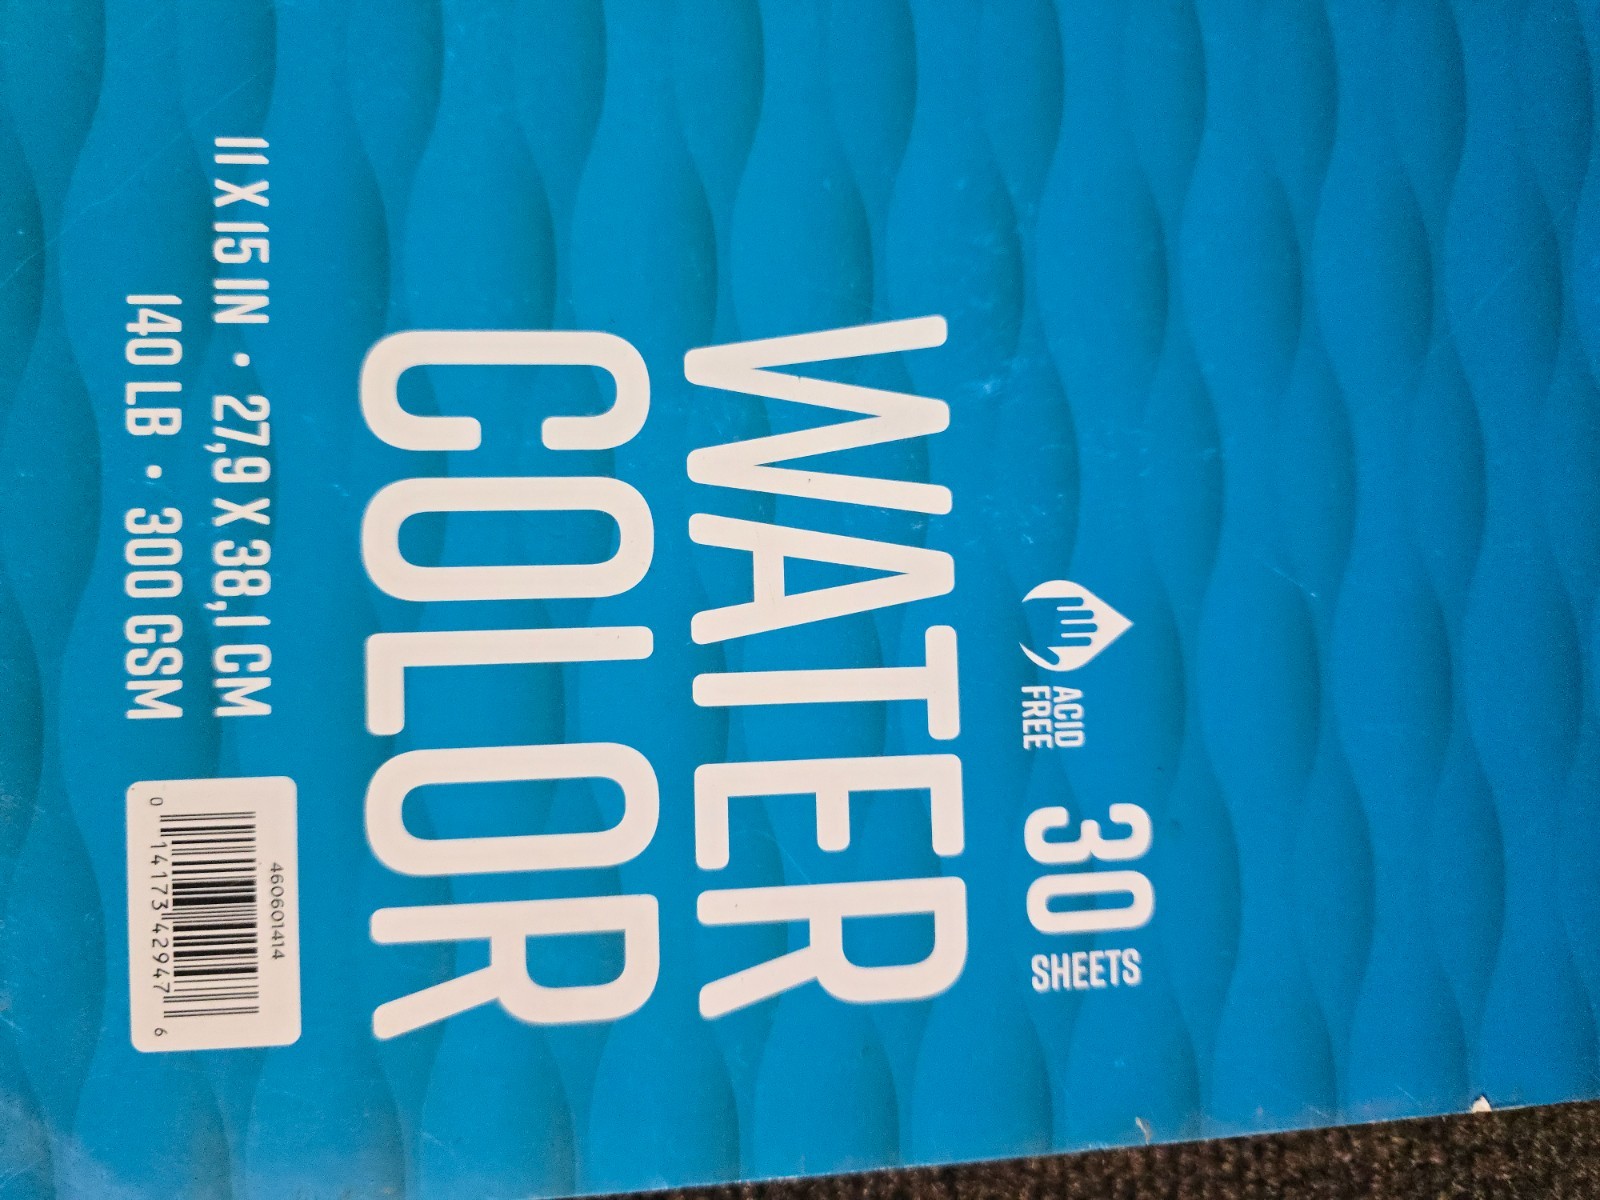 ACID
FREE
30
SHEETS
WATER
COLOR
11 X 15 IN · 27,9 X 38,1 CM
140 LB · 300 GSM
460601414
0 14173 42947 6